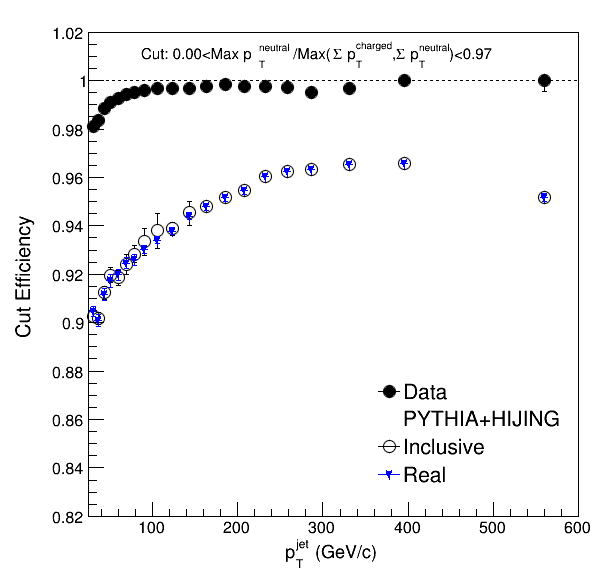 Cut: 0.00<Max p_T^neutral /Max(Σ p_T^charged,Σ p_T^neutral)<0.97
1.02
1
0.98
0.96
0.94
0.92
0.9
0.88
0.86
0.84
0.82
Cut Efficiency
Data
PYTHIA+HIJING
Inclusive
Real
100 200 300 400 500 600
p_T^jet (GeV/c)